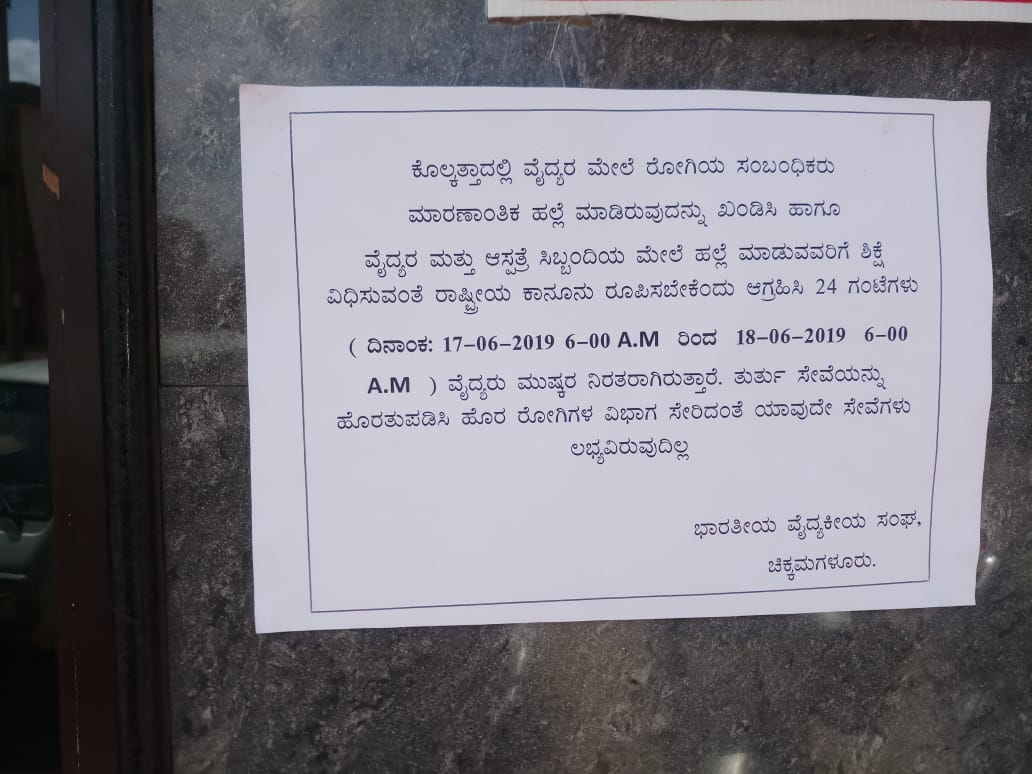 ಕೊಲ್ಕತ್ತಾದಲ್ಲಿ ವೈದ್ಯರ ಮೇಲೆ ರೋಗಿಯ ಸಂಬಂಧಿಕರು
ಮಾರಣಾಂತಿಕ ಹಲ್ಲೆ ಮಾಡಿರುವುದನ್ನು ಖಂಡಿಸಿ ಹಾಗೂ
ವೈದ್ಯರ ಮತ್ತು ಆಸ್ಪತ್ರೆ ಸಿಬ್ಬಂದಿಯ ಮೇಲೆ ಹಲ್ಲೆ ಮಾಡುವವರಿಗೆ ಶಿಕ್ಷೆ
ವಿಧಿಸುವಂತೆ ರಾಷ್ಟ್ರೀಯ ಕಾನೂನು ರೂಪಿಸಬೇಕೆಂದು ಆಗ್ರಹಿಸಿ 24 ಗಂಟೆಗಳು
( ದಿನಾಂಕ: 17-06-2019 6-00 A.M ರಿಂದ 18-06-2019 6-00
A.M ) ವೈದ್ಯರು ಮುಷ್ಕರ ನಿರತರಾಗಿರುತ್ತಾರೆ. ತುರ್ತು ಸೇವೆಯನ್ನು
ಹೊರತುಪಡಿಸಿ ಹೊರ ರೋಗಿಗಳ ವಿಭಾಗ ಸೇರಿದಂತೆ ಯಾವುದೇ ಸೇವೆಗಳು
ಲಭ್ಯವಿರುವುದಿಲ್ಲ
ಭಾರತೀಯ ವೈದ್ಯಕೀಯ ಸಂಘ,
ಚಿಕ್ಕಮಗಳೂರು.